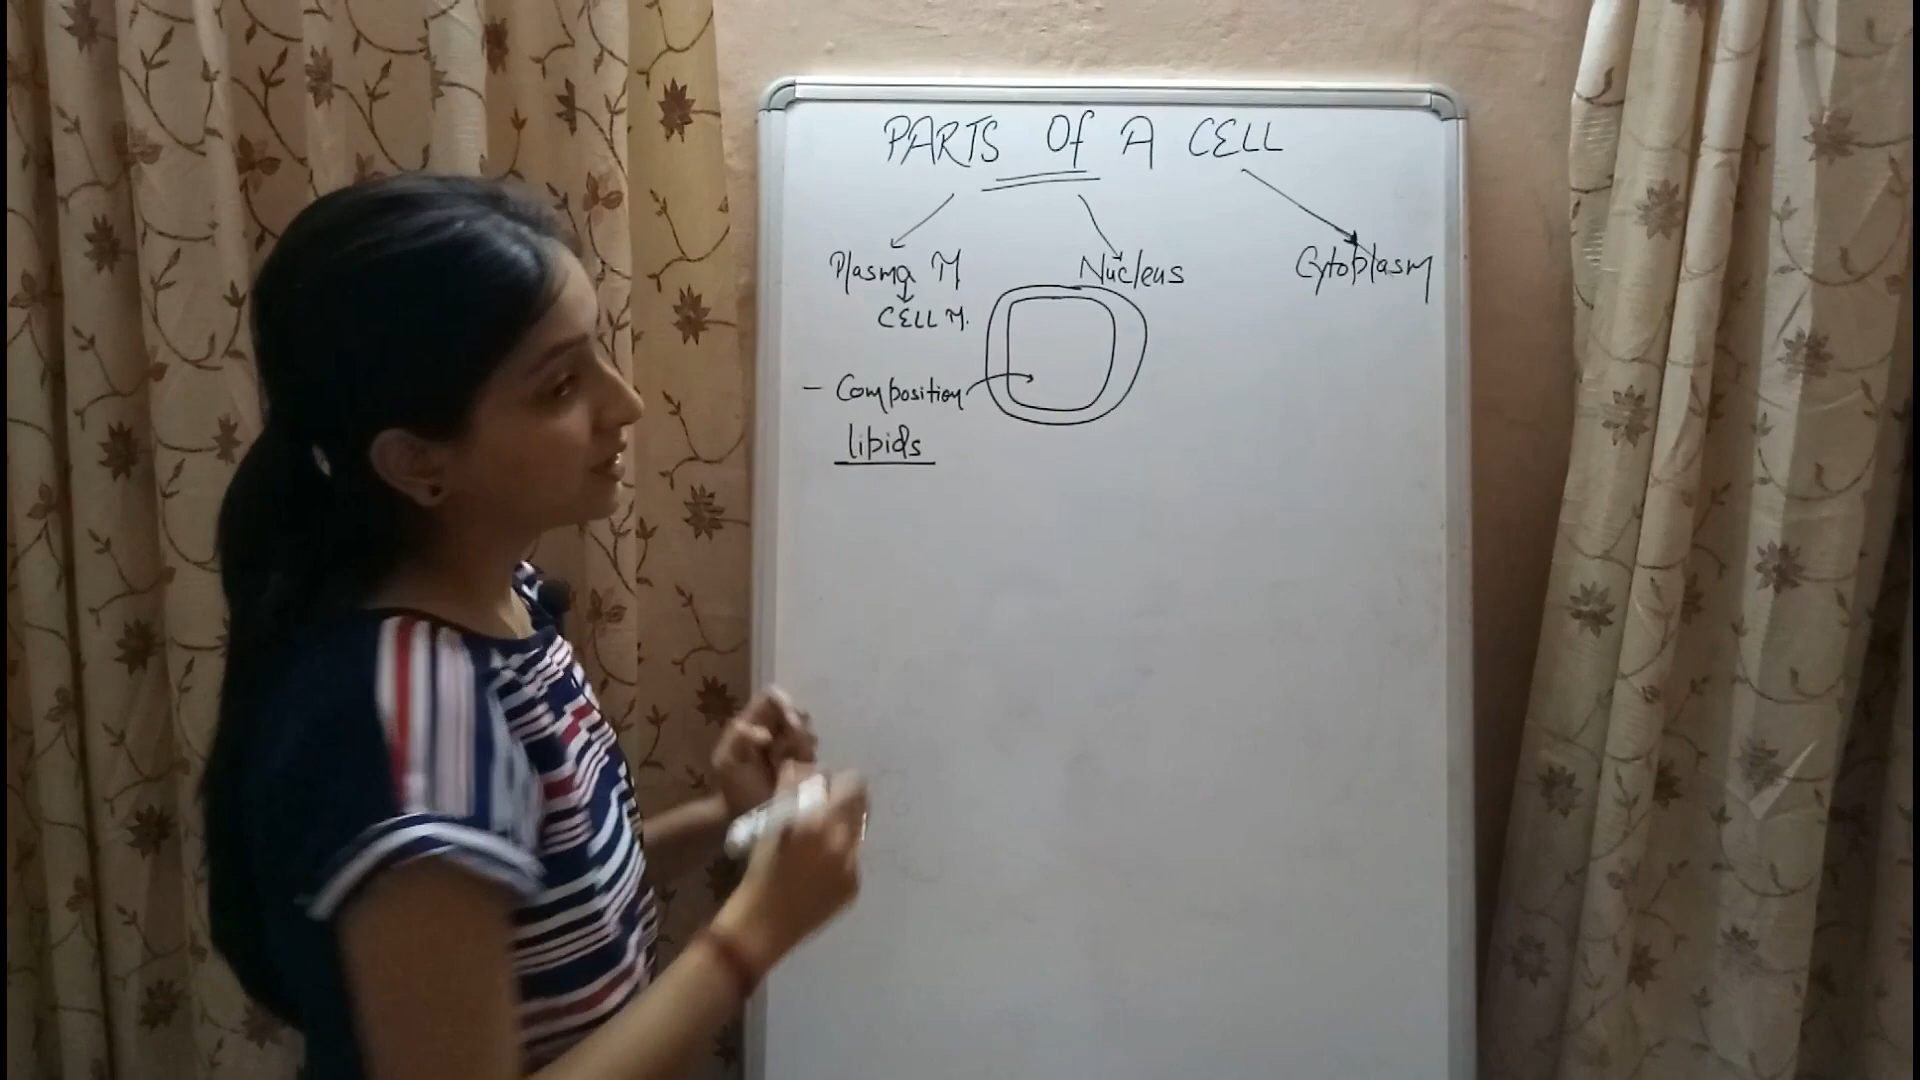 PARTS Of A CELL
Plasma M
Nucleus
Cytoplasm
CELL M.
- Composition
lipids